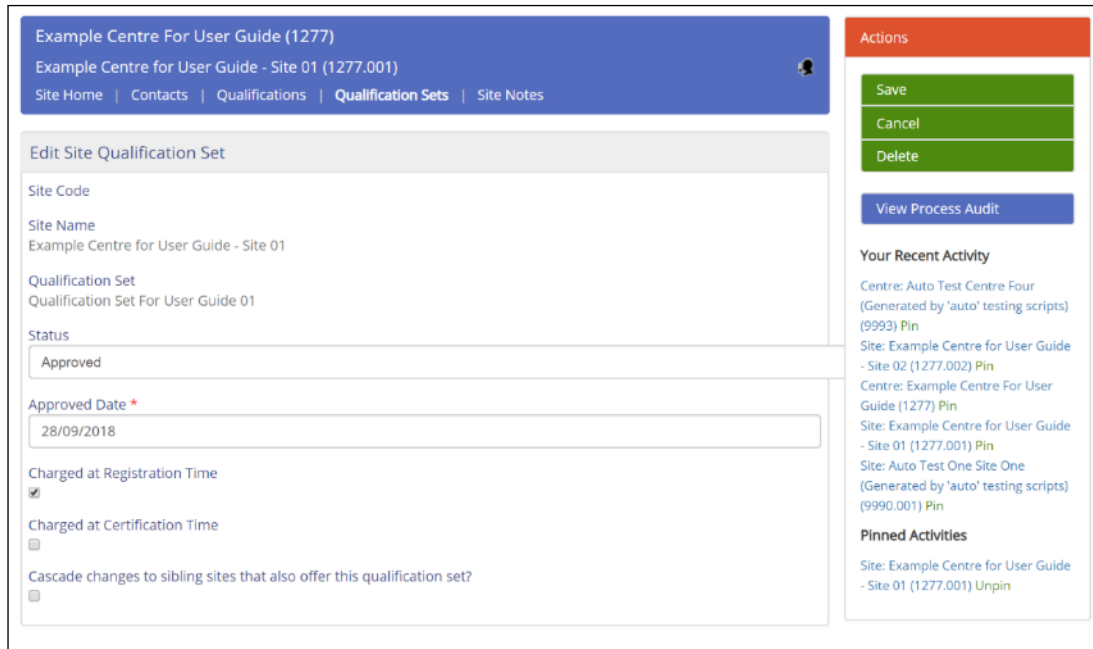 Example Centre For User Guide (1277)
Example Centre for User Guide - Site 01 (1277.001)
Site Home | Contacts | Qualifications | Qualification Sets | Site Notes
Edit Site Qualification Set
Site Code
Site Name
Example Centre for User Guide - Site 01
Qualification Set
Qualification Set For User Guide 01
Status
Approved
Approved Date *
28/09/2018
Charged at Registration Time
Charged at Certification Time
Cascade changes to sibling sites that also offer this qualification set?
Actions
Save
Cancel
Delete
View Process Audit
Your Recent Activity
Centre: Auto Test Centre Four
(Generated by 'auto' testing scripts)
(9993) Pin
Site: Example Centre for User Guide
- Site 02 (1277.002) Pin
Centre: Example Centre For User
Guide (1277) Pin
Site: Example Centre for User Guide
- Site 01 (1277.001) Pin
Site: Auto Test One Site One
(Generated by 'auto' testing scripts)
(9990.001) Pin
Pinned Activities
Site: Example Centre for User Guide
- Site 01 (1277.001) Unpin